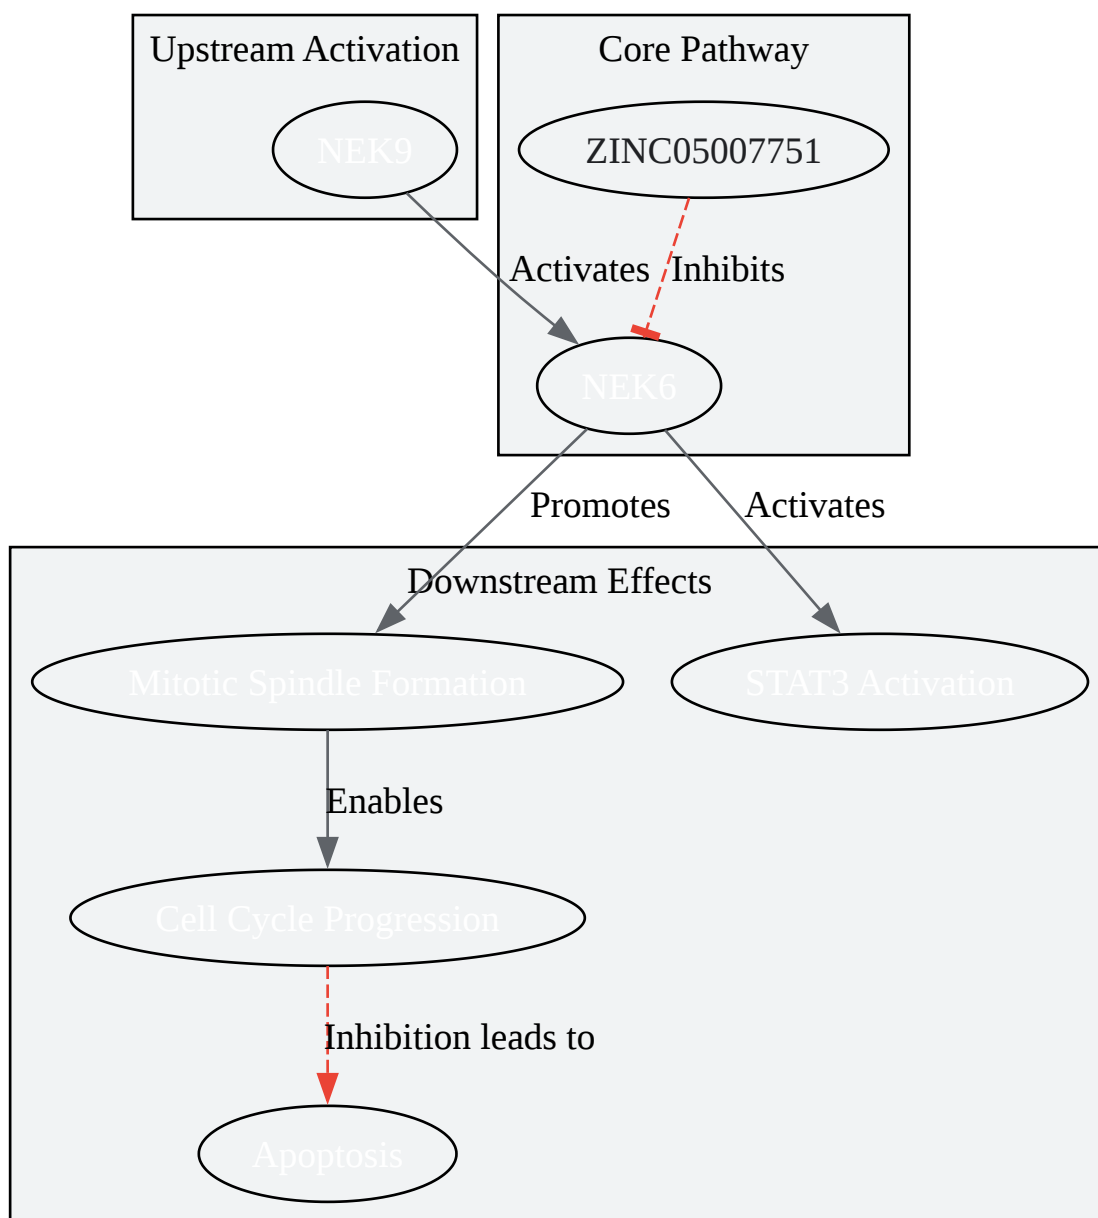 Upstream Activation
Core Pathway
NEK9
ZINC05007751
Activates
Inhibits
NEK6
Promotes
Activates
Downstream Effects
Mitotic Spindle Formation
STAT3 Activation
Enables
Cell Cycle Progression
Inhibition leads to
Apoptosis